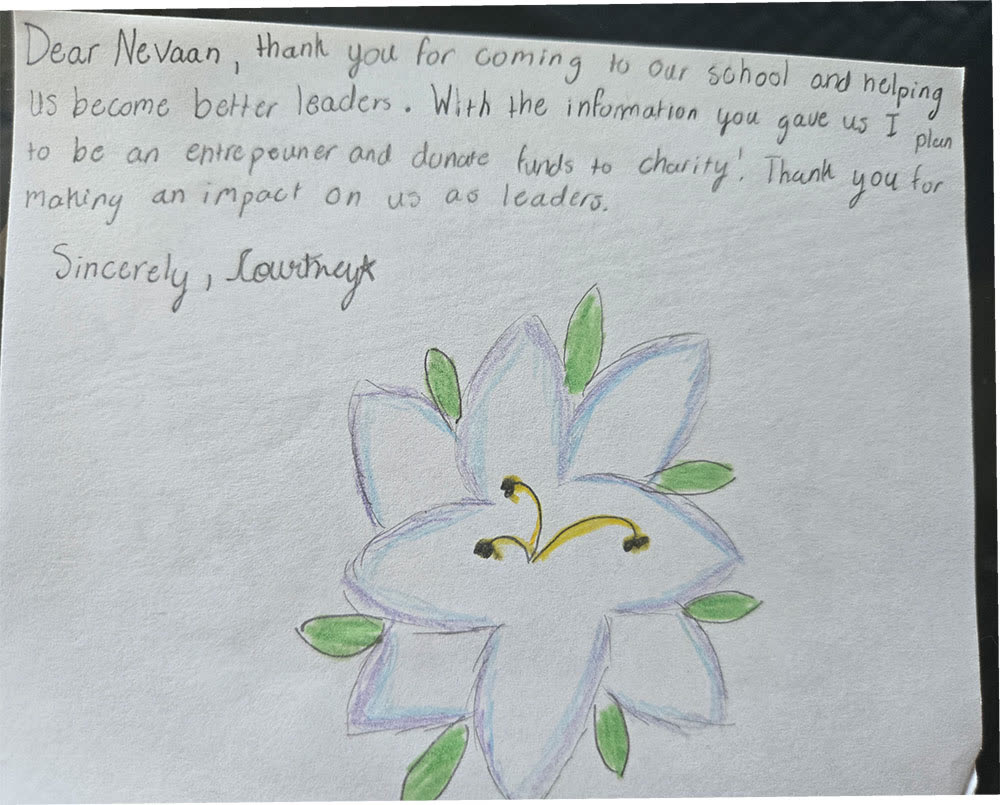 Dear Nevaan, thank you for coming to our school and helping
us become better leaders. With the information you gave us I plan
to be an entrepeuner and donate funds to charity! Thank you for
making an impact on us as leaders.
Sincerely, Courtney